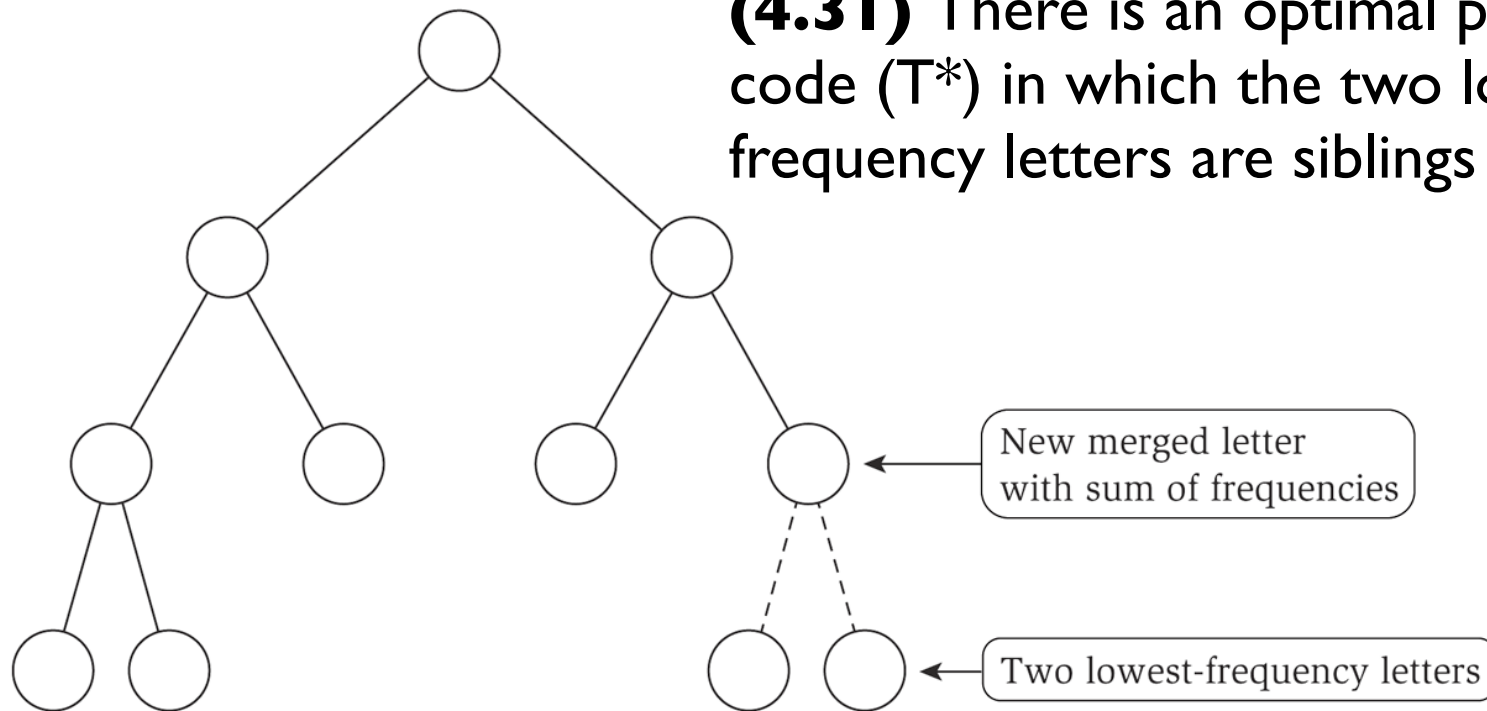 (4.31) There is an optimal
code (T*) in which the two
frequency letters are siblings
New merged letter
with sum of frequencies
Two lowest-frequency letters